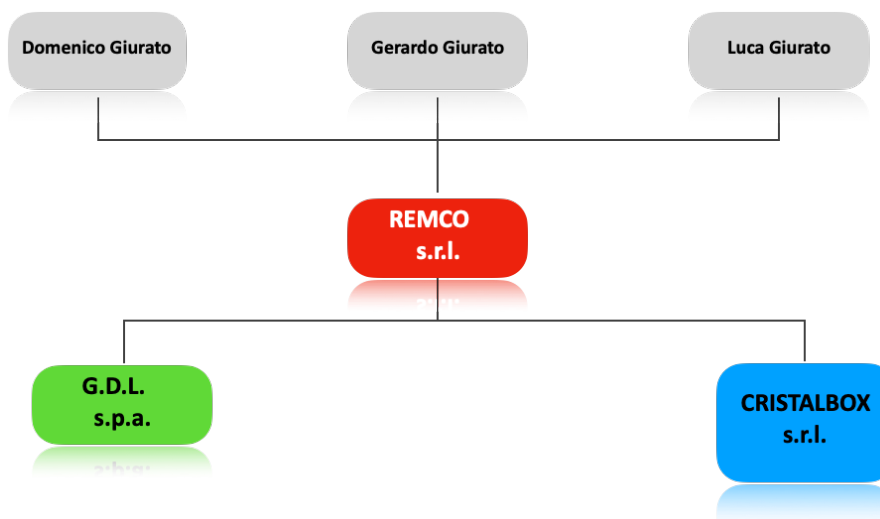 Domenico Giurato
Gerardo Giurato
Luca Giurato
REMCO
s.r.l.
G.D.L.
s.p.a.
CRISTALBOX
s.r.l.